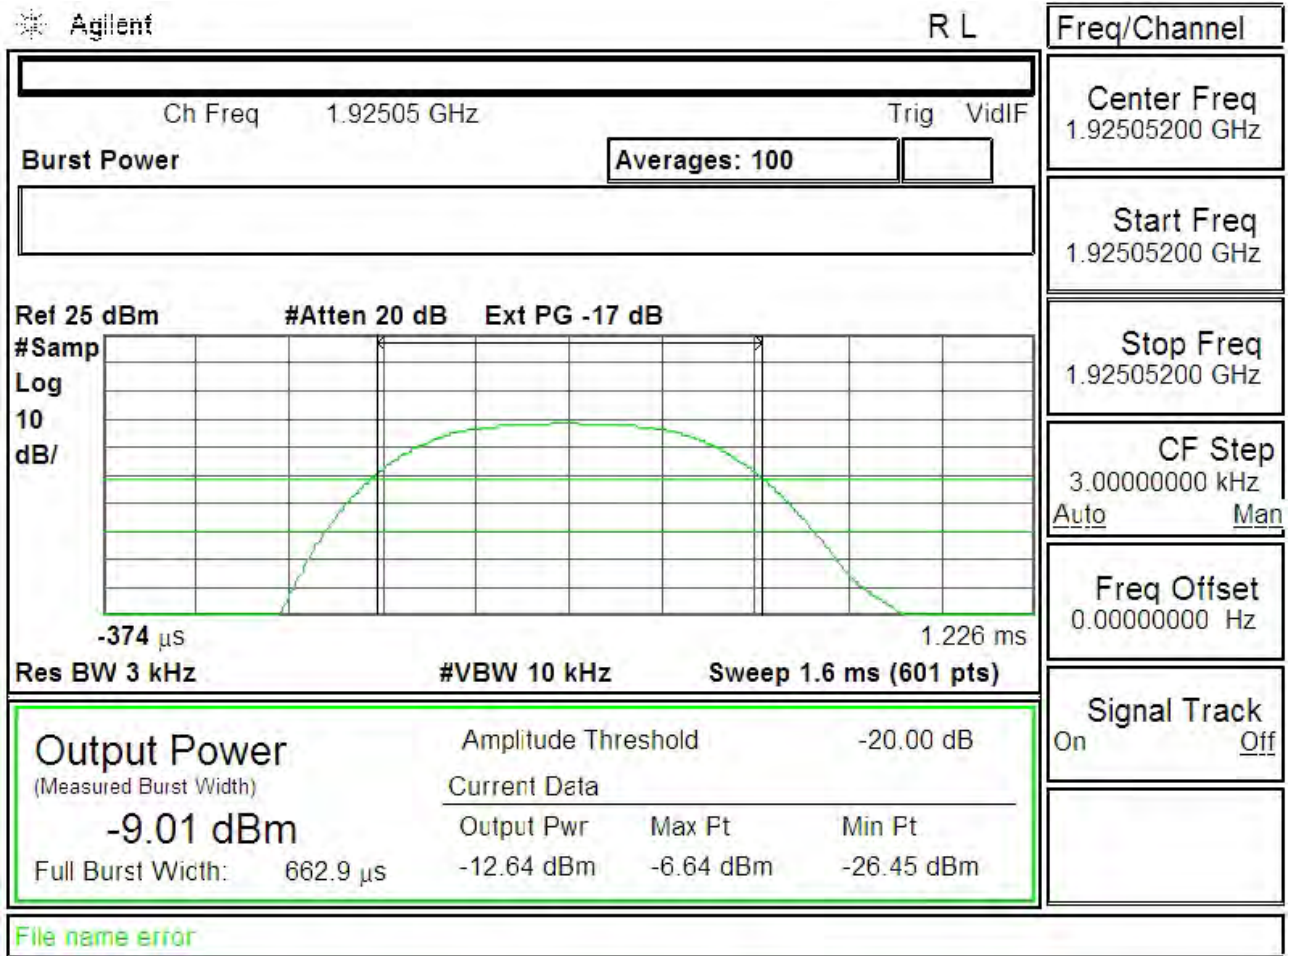 Agilent R L Freq/Channel
Ch Freq 1.92505 GHz Trig VidIF
Center Freq
1.92505200 GHz
Burst Power Averages: 100
Start Freq
1.92505200 GHz
Ref 25 dBm #Atten 20 dB Ext PG -17 dB
#Samp
Log
10
dB/
Stop Freq
1.92505200 GHz
CF Step
3.00000000 kHz
Auto Man
Freq Offset
0.00000000 Hz
-374 µs 1.226 ms
Res BW 3 kHz #VBW 10 kHz Sweep 1.6 ms (601 pts)
Signal Track
On Off
Output Power
(Measured Burst Width)
-9.01 dBm
Full Burst Width: 662.9 µs
Amplitude Threshold -20.00 dB
Current Data
Output Pwr Max Pt Min Pt
-12.64 dBm -6.64 dBm -26.45 dBm
File name error